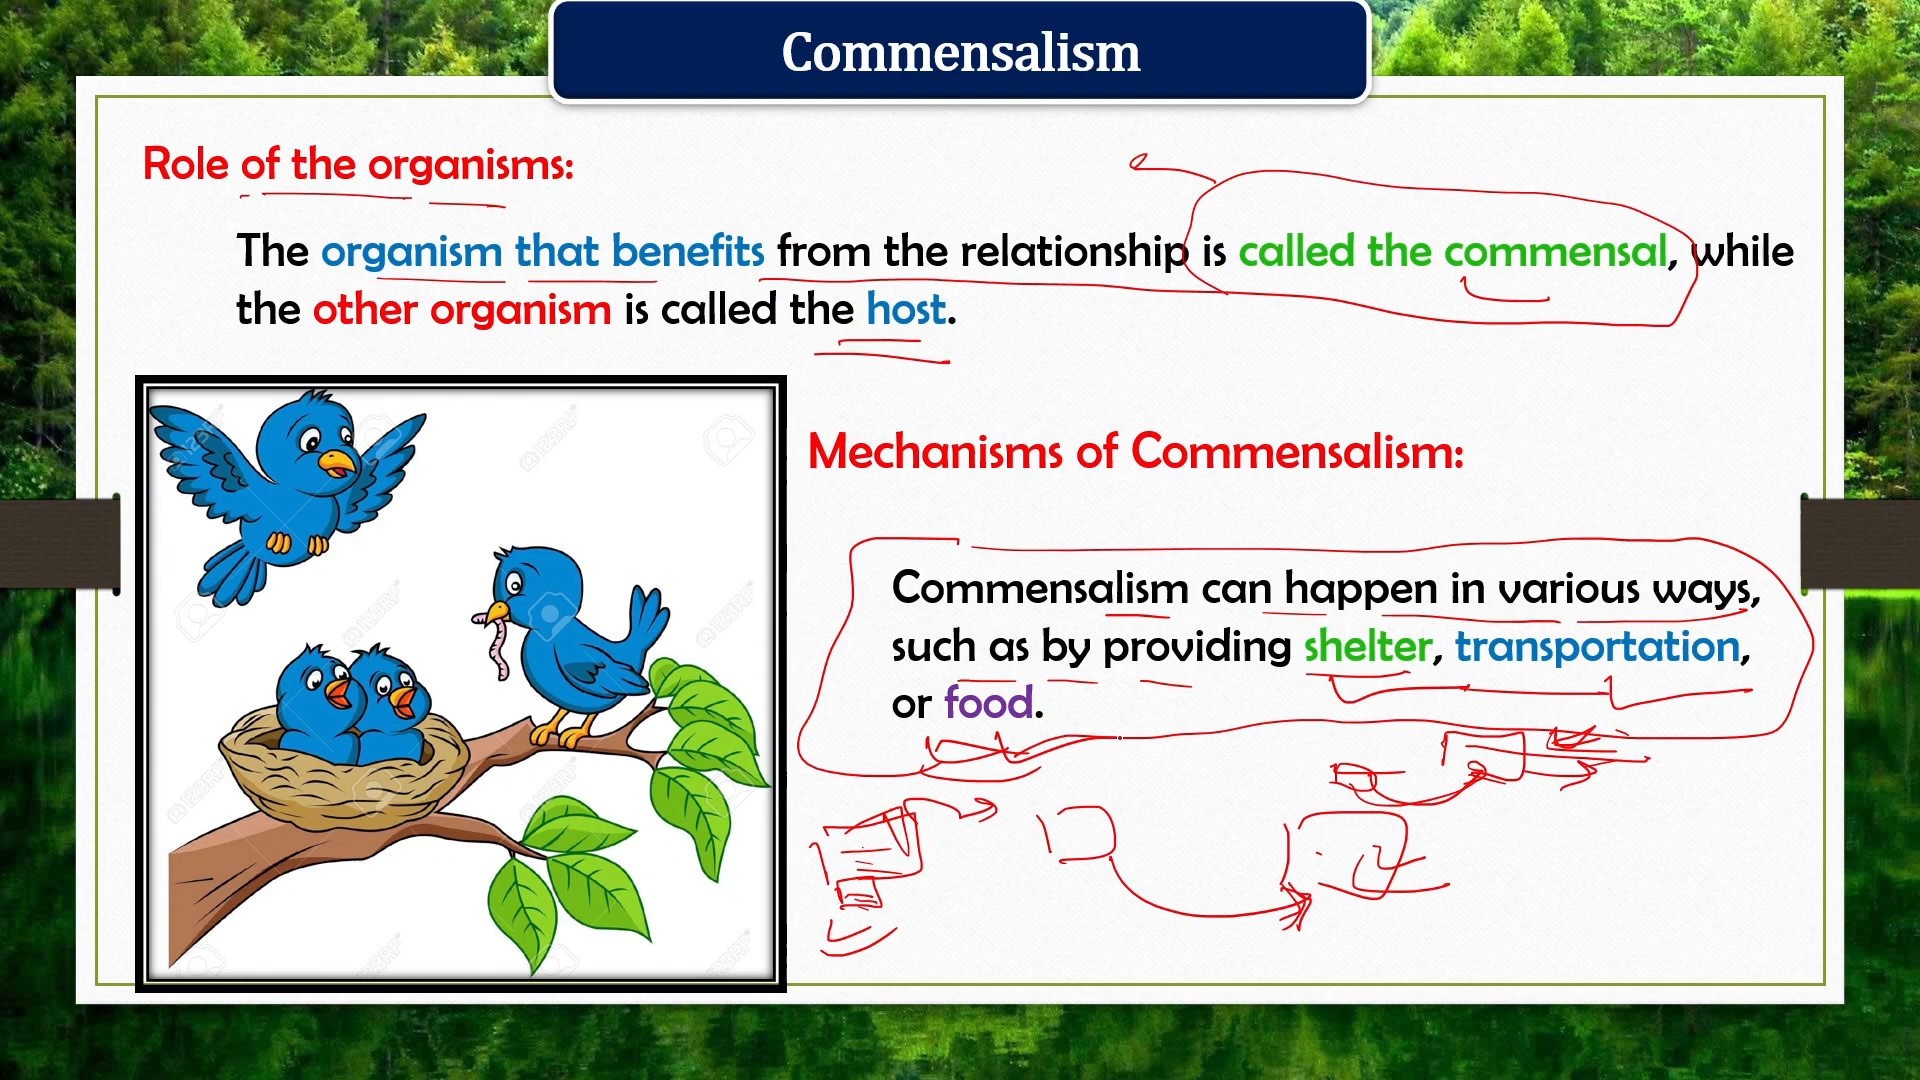 Commensalism
Role of the organisms:
The organism that benefits from the relationship is called the commensal, while
the other organism is called the host.
Mechanisms of Commensalism:
Commensalism can happen in various ways,
such as by providing shelter, transportation,
or food.